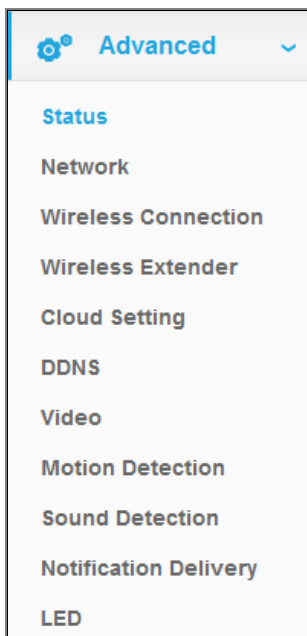 Advanced
Status
Network
Wireless Connection
Wireless Extender
Cloud Setting
DDNS
Video
Motion Detection
Sound Detection
Notification Delivery
LED